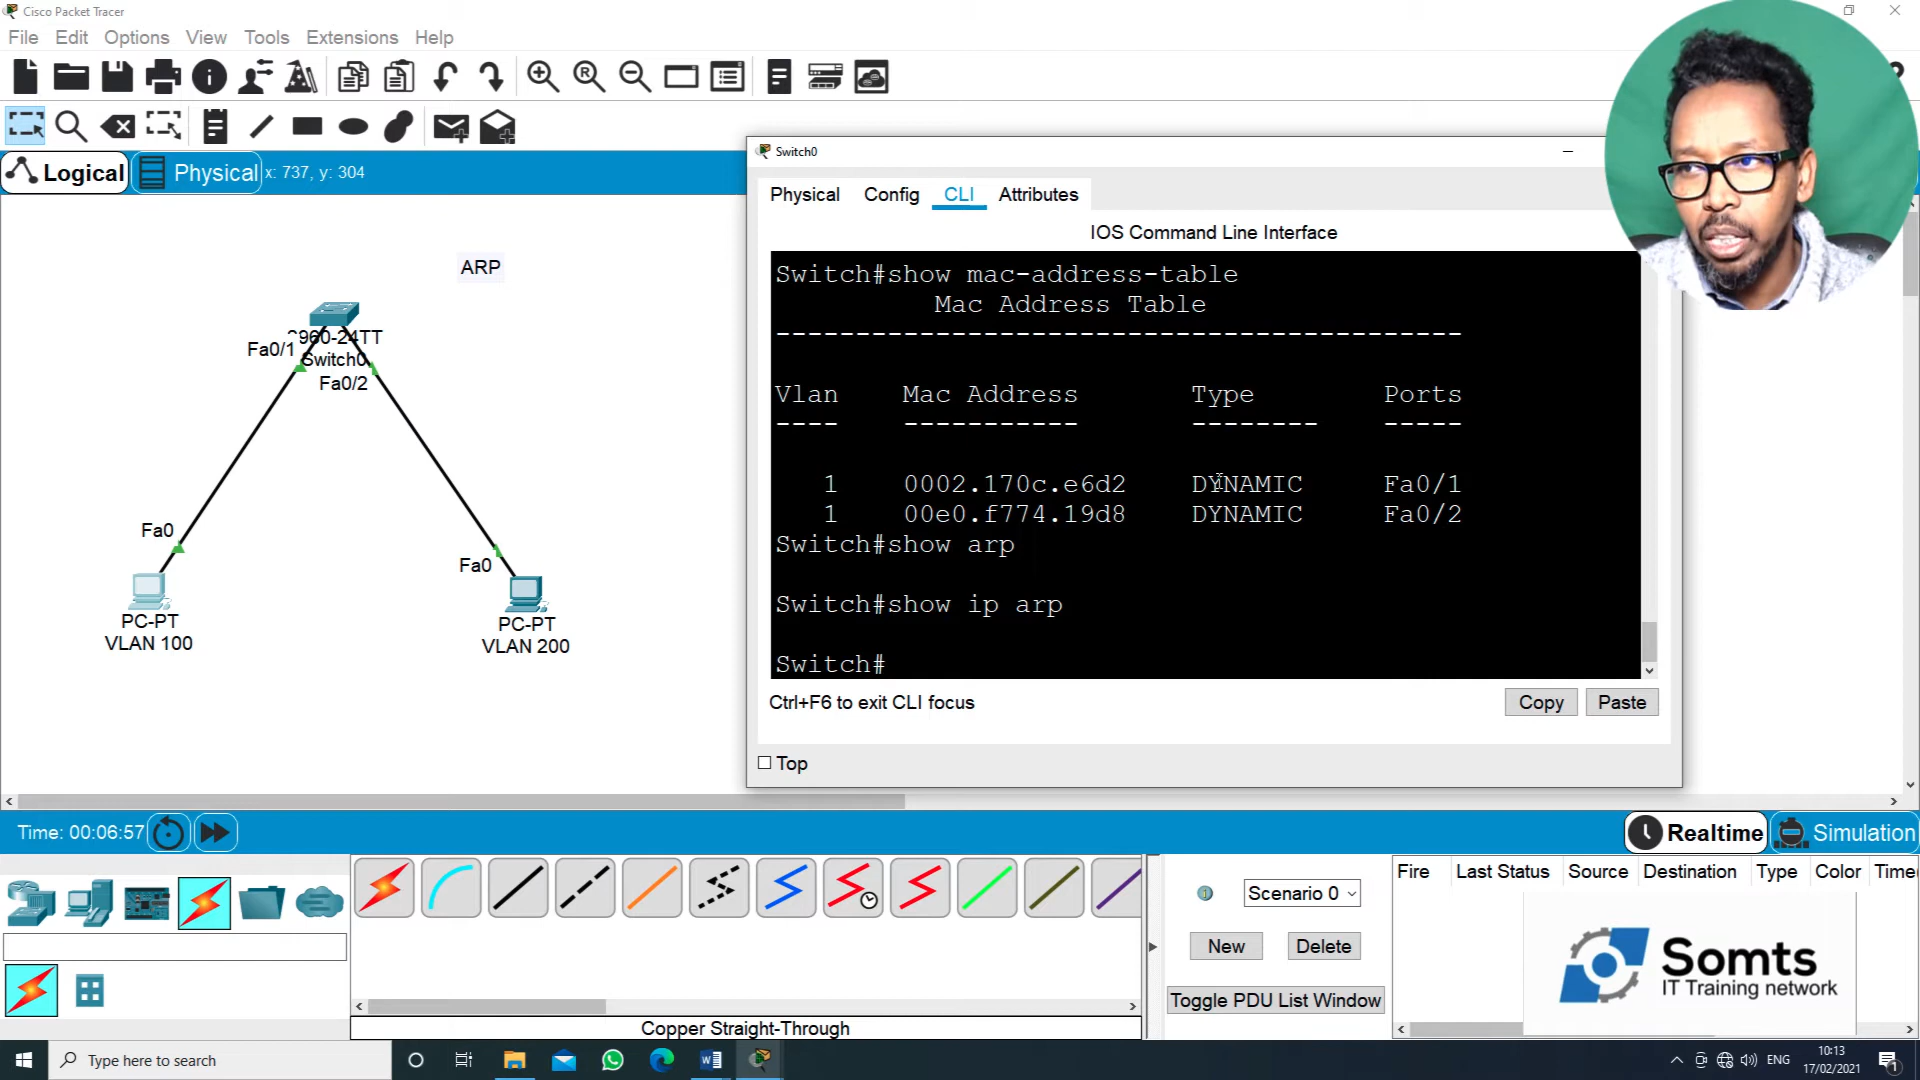 Cisco Packet Tracer
File Edit Options View Tools Extensions Help
Logical Physical x: 737, y: 304
ARP
960-24TT
Fa0/1 Switch0
Fa0/2
Fa0
Fa0
PC-PT
VLAN 100
PC-PT
VLAN 200
Switch0
Physical Config CLI Attributes
IOS Command Line Interface
Switch#show mac-address-table
Mac Address Table
-------------------------------------------
Vlan Mac Address Type Ports
---- ----------- -------- -----
1 0002.170c.e6d2 DYNAMIC Fa0/1
1 00e0.f774.19d8 DYNAMIC Fa0/2
Switch#show arp
Switch#show ip arp
Switch#
Ctrl+F6 to exit CLI focus
Copy Paste
Top
Time: 00:06:57
Realtime Simulation
Scenario 0
New Delete
Toggle PDU List Window
Fire Last Status Source Destination Type Color Time
Copper Straight-Through
Somts
IT Training network
Type here to search
ENG
10:13
17/02/2021
1